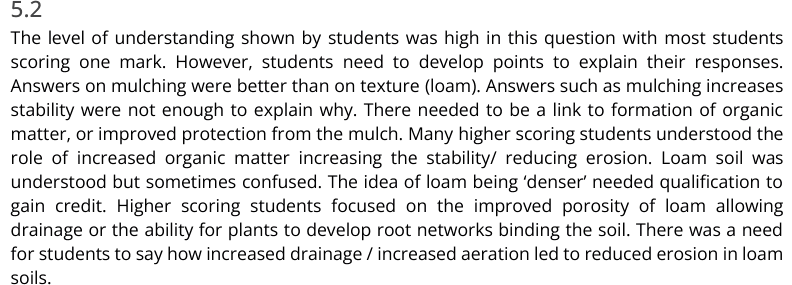 5.2
The level of understanding shown by students was high in this question with most students
scoring one mark. However, students need to develop points to explain their responses.
Answers on mulching were better than on texture (loam). Answers such as mulching increases
stability were not enough to explain why. There needed to be a link to formation of organic
matter, or improved protection from the mulch. Many higher scoring students understood the
role of increased organic matter increasing the stability/ reducing erosion. Loam soil was
understood but sometimes confused. The idea of loam being ‘denser’ needed qualification to
gain credit. Higher scoring students focused on the improved porosity of loam allowing
drainage or the ability for plants to develop root networks binding the soil. There was a need
for students to say how increased drainage / increased aeration led to reduced erosion in loam
soils.